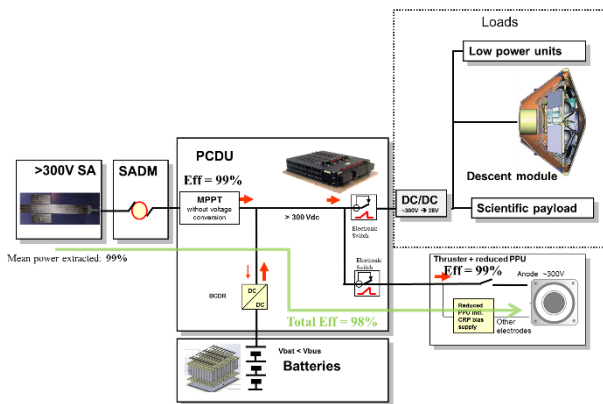 Loads
Low power units
Descent module
Scientific payload
DC/DC
~300V → 28V
PCDU
Eff = 99%
MPPT
without voltage
conversion
> 300 Vdc
Electronic
Switch
Electronic
Switch
>300V SA
SADM
Mean power extracted: 99%
BCDR
DC
DC
Total Eff = 98%
Vbat < Vbus
Batteries
Thruster + reduced PPU
Eff = 99%
Anode ~300V
Reduced
PPU incl.
CRP bias
supply
Other
electrodes